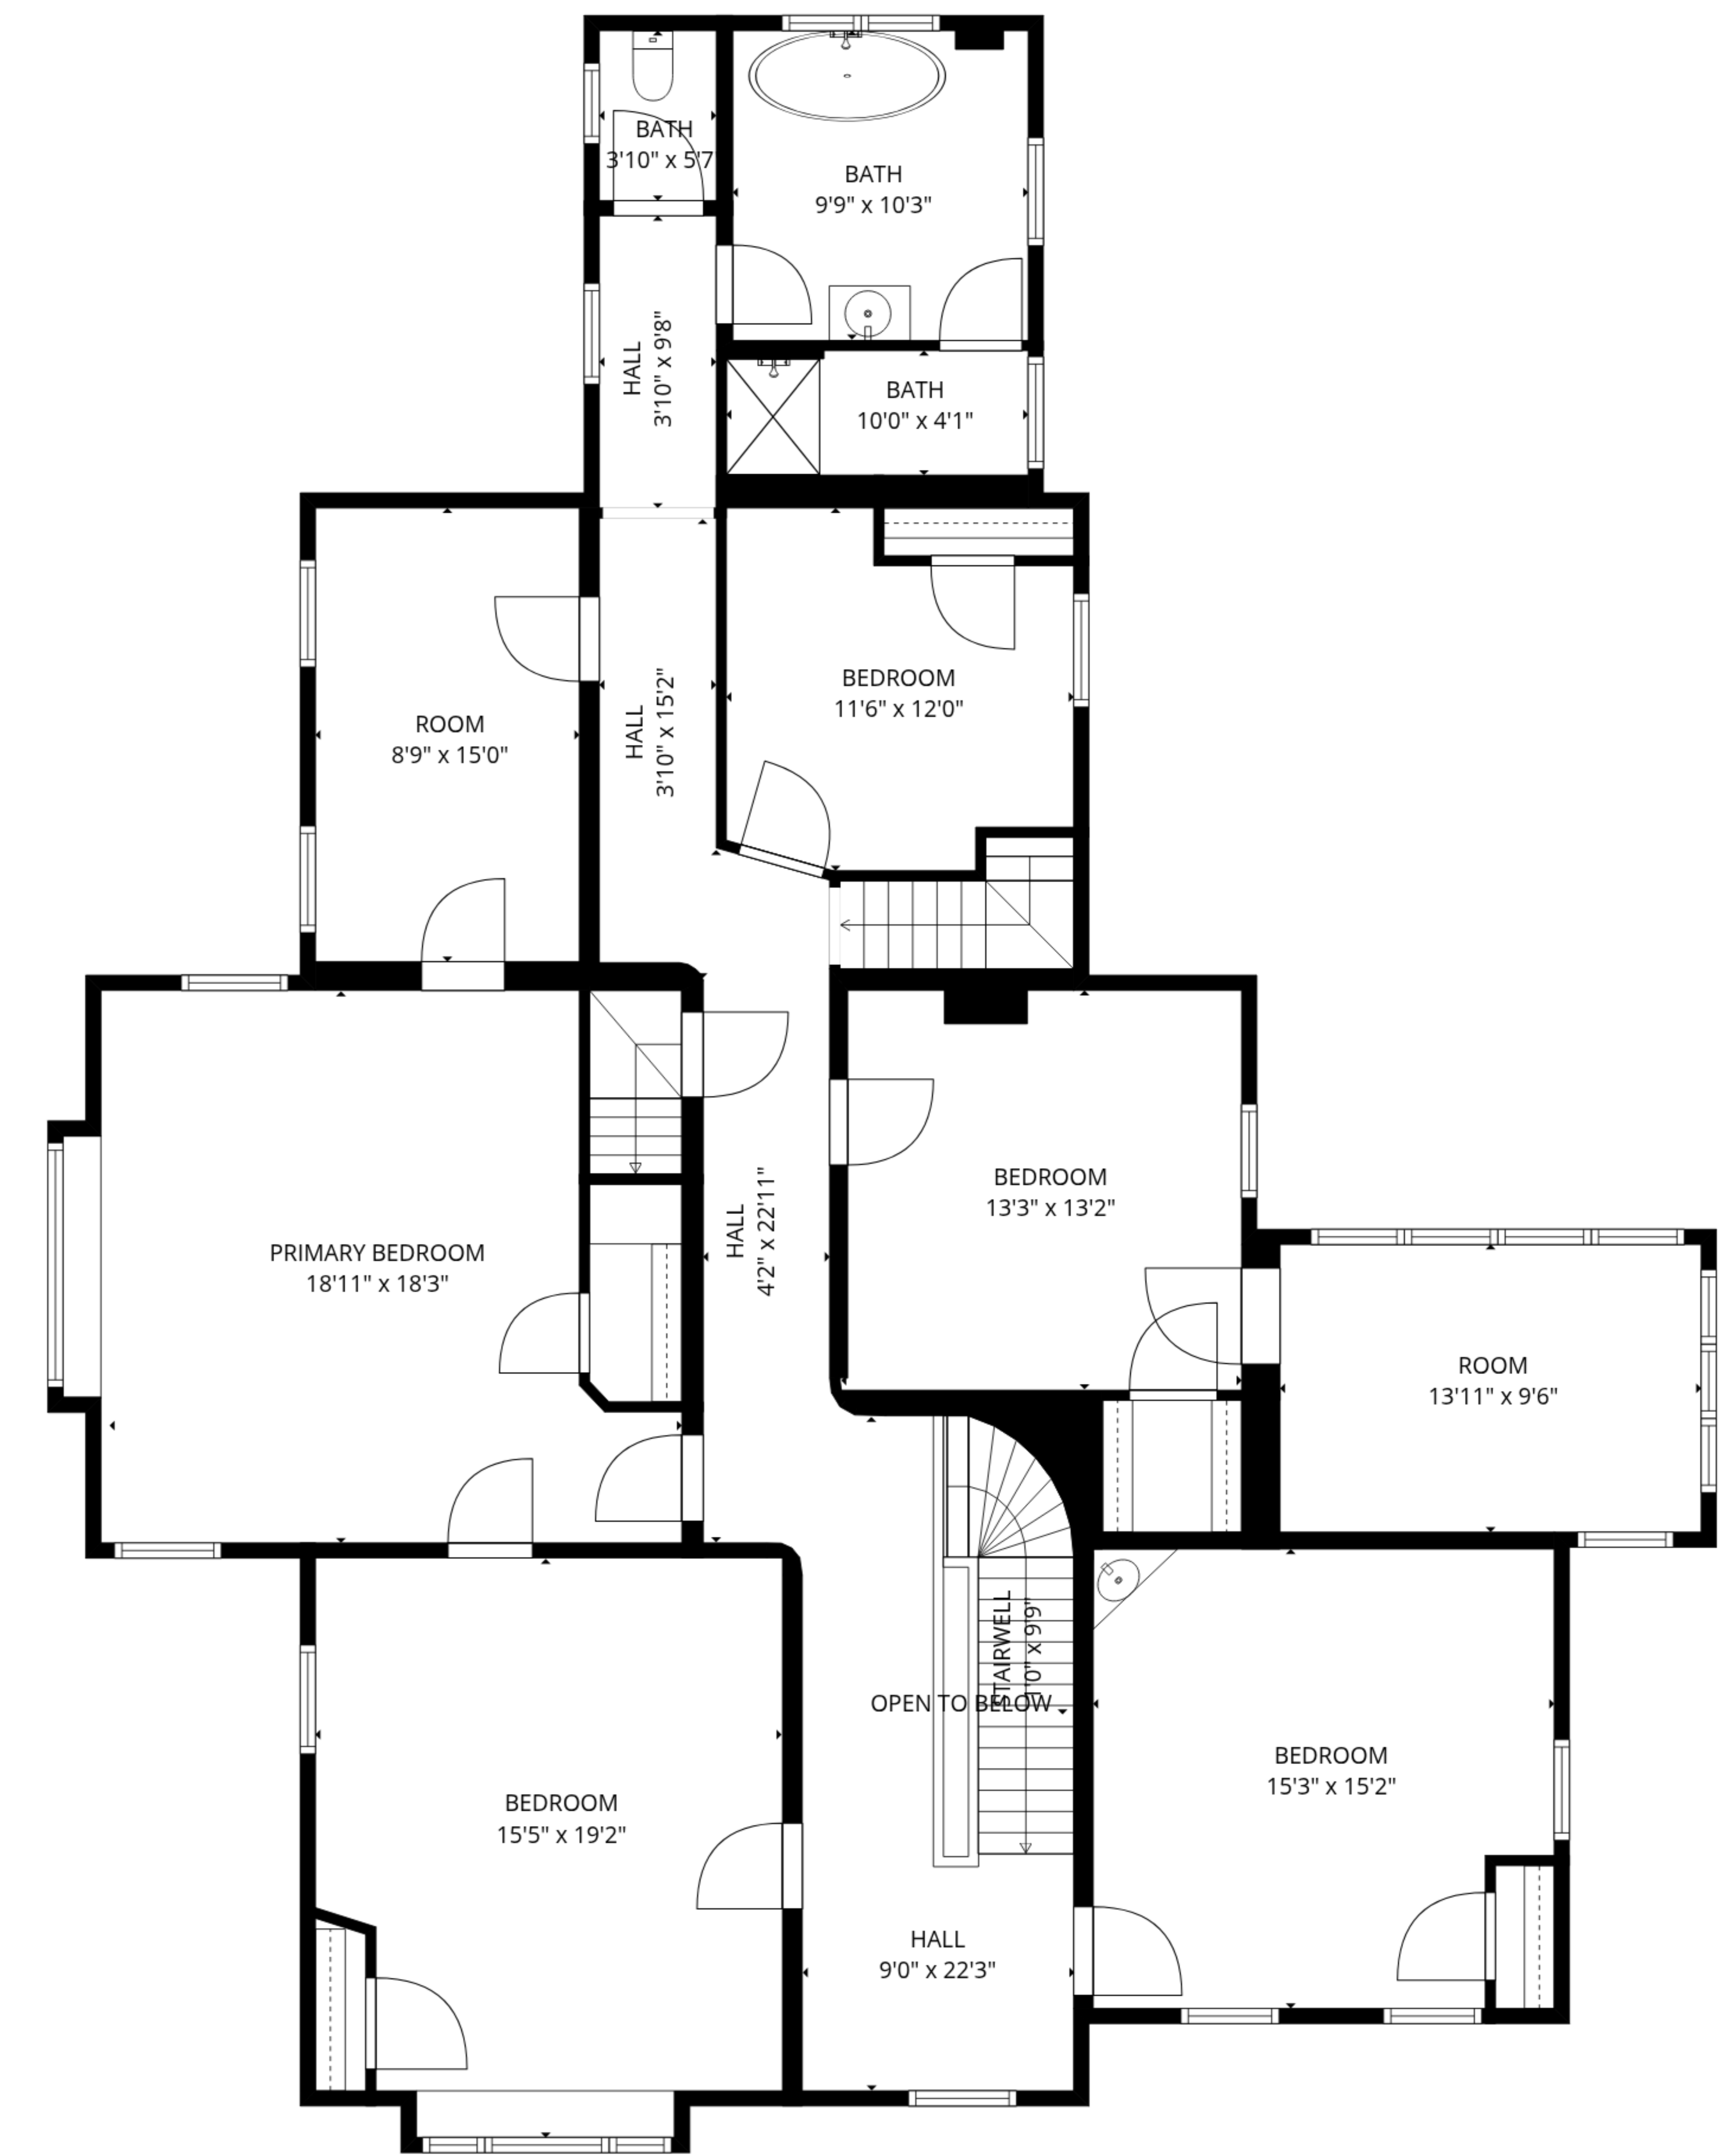 BATH
3'10" x 5'7
BATH
9'9" x 10'3"
HALL
3'10" x 9'8"
BATH
10'0" x 4'1"
BEDROOM
11'6" x 12'0"
HALL
3'10" x 15'2"
ROOM
8'9" x 15'0"
PRIMARY BEDROOM
18'11" x 18'3"
HALL
4'2" x 22'11"
BEDROOM
13'3" x 13'2"
ROOM
13'11" x 9'6"
STAIRWELL
x 9'9"
OPEN TO BELOW
BEDROOM
15'3" x 15'2"
BEDROOM
15'5" x 19'2"
HALL
9'0" x 22'3"